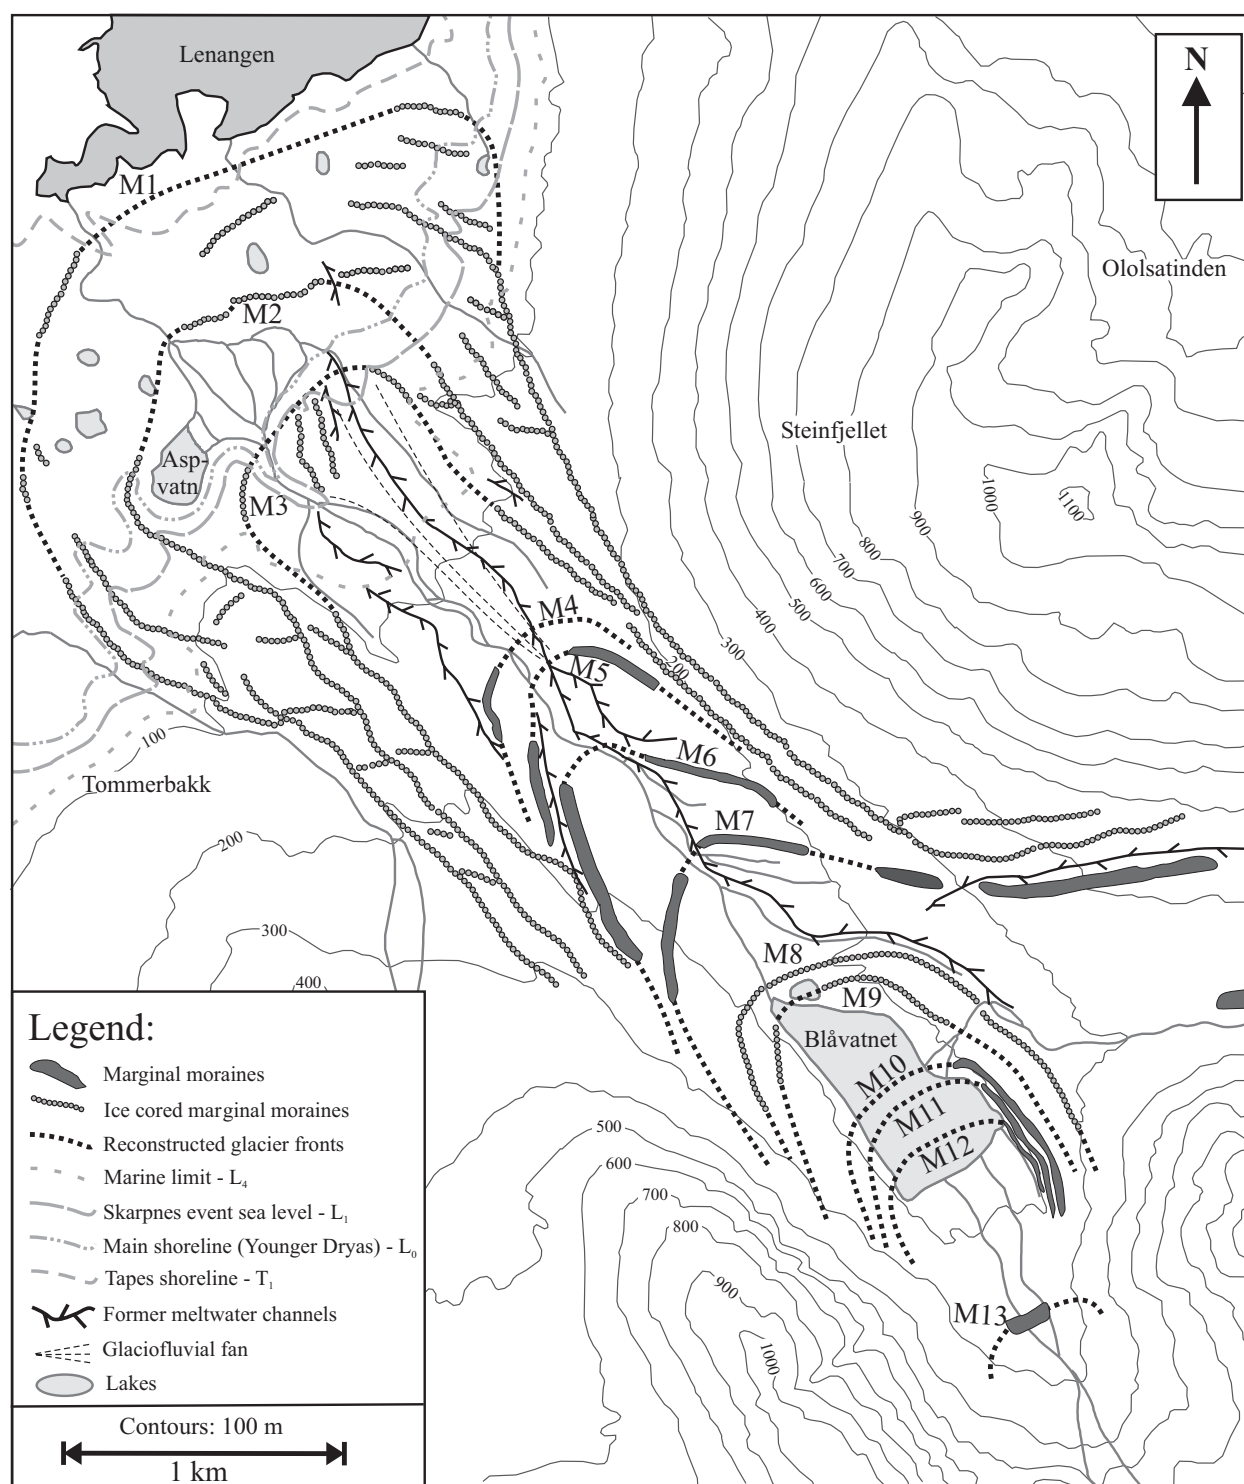 Lenangen
N
M1
Ololsatinden
M2
Steinfjellet
Asp-
vatn
M3
1000
1100
900
800
700
600
500
400
300
200
M4
M5
M6
100
Tommerbakk
M7
200
300
400
M8
M9
Blåvatnet
M10
M11
M12
500
600
700
800
900
1000
M13
Legend:
Marginal moraines
Ice cored marginal moraines
Reconstructed glacier fronts
Marine limit - L4
Skarpnes event sea level - L1
Main shoreline (Younger Dryas) - L0
Tapes shoreline - T1
Former meltwater channels
Glaciofluvial fan
Lakes
Contours: 100 m
1 km